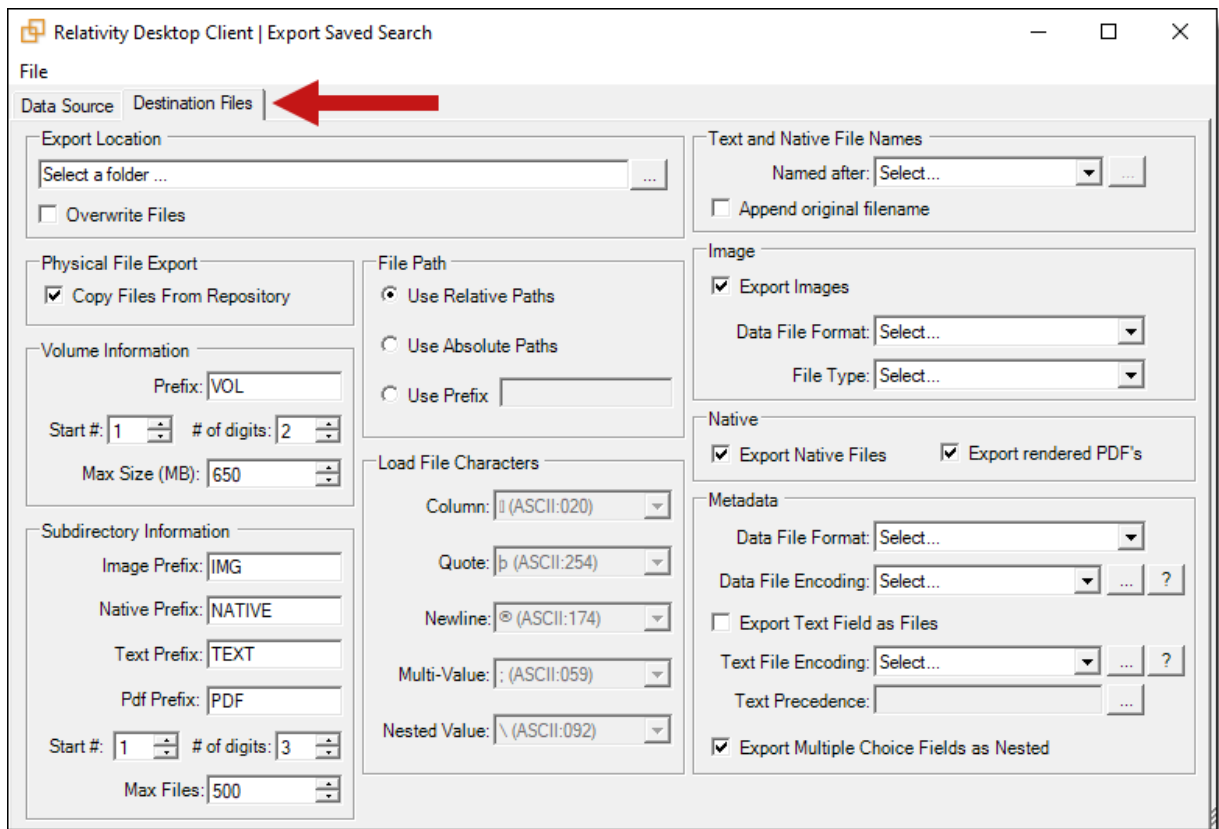 Relativity Desktop Client | Export Saved Search
File
Data Source Destination Files
Export Location
Select a folder ...
...
Overwrite Files
Physical File Export
Copy Files From Repository
Volume Information
Prefix: VOL
Start #: 1 # of digits: 2
Max Size (MB): 650
Subdirectory Information
Image Prefix: IMG
Native Prefix: NATIVE
Text Prefix: TEXT
Pdf Prefix: PDF
Start #: 1 # of digits: 3
Max Files: 500
File Path
Use Relative Paths
Use Absolute Paths
Use Prefix
Load File Characters
Column: (ASCII:020)
Quote: þ (ASCII:254)
Newline: ® (ASCII:174)
Multi-Value: ; (ASCII:059)
Nested Value: \ (ASCII:092)
Text and Native File Names
Named after: Select... ...
Append original filename
Image
Export Images
Data File Format: Select...
File Type: Select...
Native
Export Native Files Export rendered PDF's
Metadata
Data File Format: Select...
Data File Encoding: Select... ... ?
Export Text Field as Files
Text File Encoding: Select... ... ?
Text Precedence: ...
Export Multiple Choice Fields as Nested